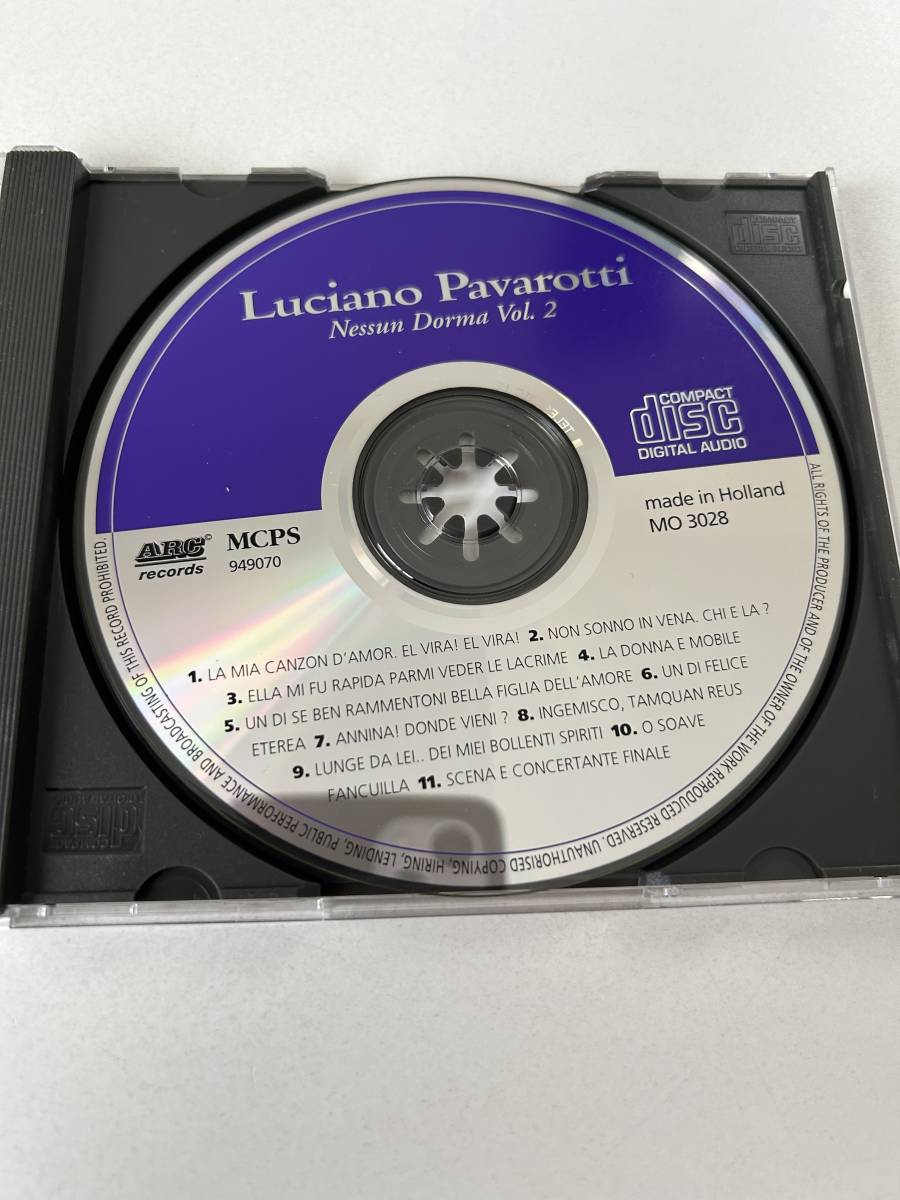 Luciano Pavarotti
Nessun Dorma Vol. 2
COMPACT
disc
DIGITAL AUDIO
COMPACT
disc
DIGITAL AUDIO
made in Holland
MO 3028
ARC©
records
MCPS
949070
1. LA MIA CANZON D'AMOR. EL VIRA! EL VIRA! 2. NON SONNO IN VENA. CHI E LA ?
3. ELLA MI FU RAPIDA PARMI VEDER LE LACRIME 4. LA DONNA E MOBILE
5. UN DI SE BEN RAMMENTONI BELLA FIGLIA DELL'AMORE 6. UN DI FELICE
ETEREA 7. ANNINA! DONDE VIENI ? 8. INGEMISCO, TAMQUAN REUS
9. LUNGE DA LEI.. DEI MIEI BOLLENTI SPIRITI 10. O SOAVE
FANCUILLA 11. SCENA E CONCERTANTE FINALE
ALL RIGHTS OF THE PRODUCER AND OF THE OWNER OF THE WORK REPRODUCED RESERVED. UNAUTHORISED COPYING, HIRING, LENDING, PUBLIC PERFORMANCE AND BROADCASTING OF THIS RECORD PROHIBITED.
disc